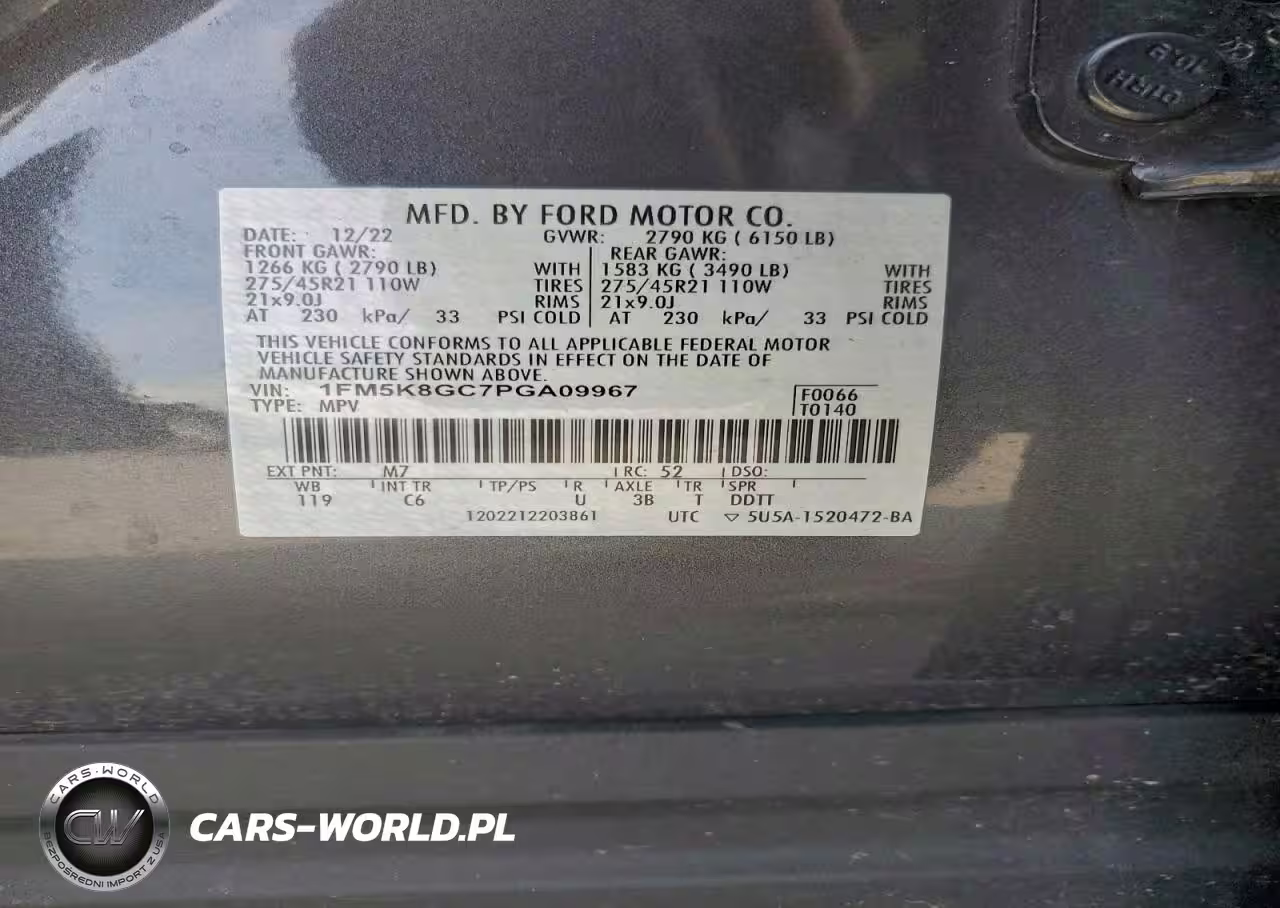 MFD. BY FORD MOTOR CO.
DATE: 12/22 GVWR: 2790 KG ( 6150 LB)
FRONT GAWR: REAR GAWR:
1266 KG ( 2790 LB) WITH 1583 KG ( 3490 LB) WITH
275/45R21 110W TIRES 275/45R21 110W TIRES
21x9.0J RIMS 21x9.0J RIMS
AT 230 kPa/ 33 PSI COLD AT 230 kPa/ 33 PSI COLD
THIS VEHICLE CONFORMS TO ALL APPLICABLE FEDERAL MOTOR
VEHICLE SAFETY STANDARDS IN EFFECT ON THE DATE OF
MANUFACTURE SHOWN ABOVE.
VIN: 1FM5K8GC7PGA09967
TYPE: MPV
F0066
T0140
EXT PNT: M7 RC: 52 DSO:
WB INT TR TP/PS R AXLE TR SPR
119 C6 U 3B T DDTT
1202212203861 UTC ▽ 5U5A-1520472-BA
CARS-WORLD
CW
BEZPOŚREDNI IMPORT Z USA
CARS-WORLD.PL